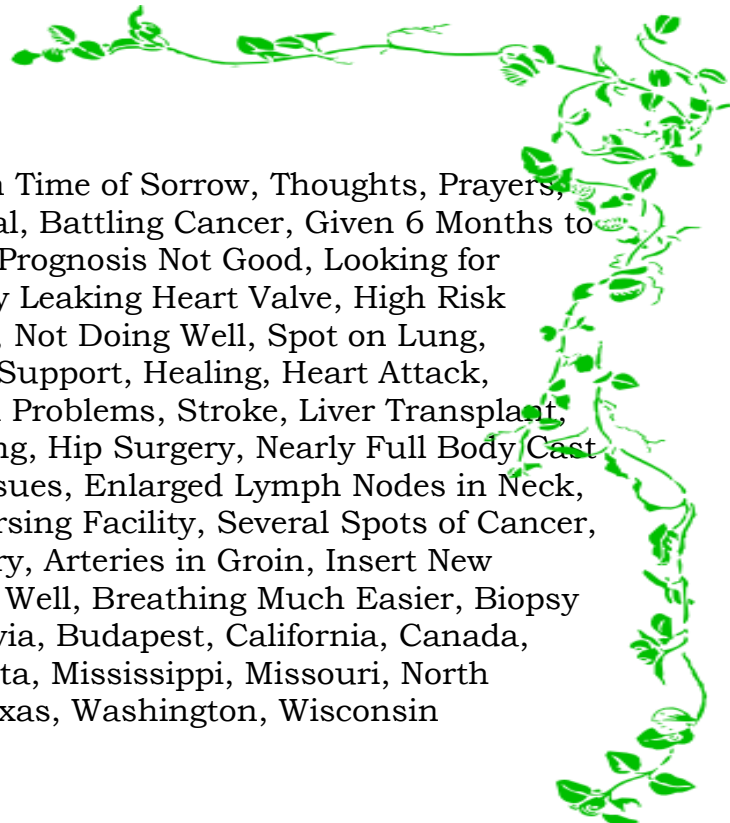 Time of Sorrow, Thoughts, Prayers,
al, Battling Cancer, Given 6 Months to
Prognosis Not Good, Looking for
y Leaking Heart Valve, High Risk
, Not Doing Well, Spot on Lung,
Support, Healing, Heart Attack,
Problems, Stroke, Liver Transplant,
ng, Hip Surgery, Nearly Full Body Cast
sues, Enlarged Lymph Nodes in Neck,
rsing Facility, Several Spots of Cancer,
ry, Arteries in Groin, Insert New
Well, Breathing Much Easier, Biopsy
via, Budapest, California, Canada,
ta, Mississippi, Missouri, North
xas, Washington, Wisconsin